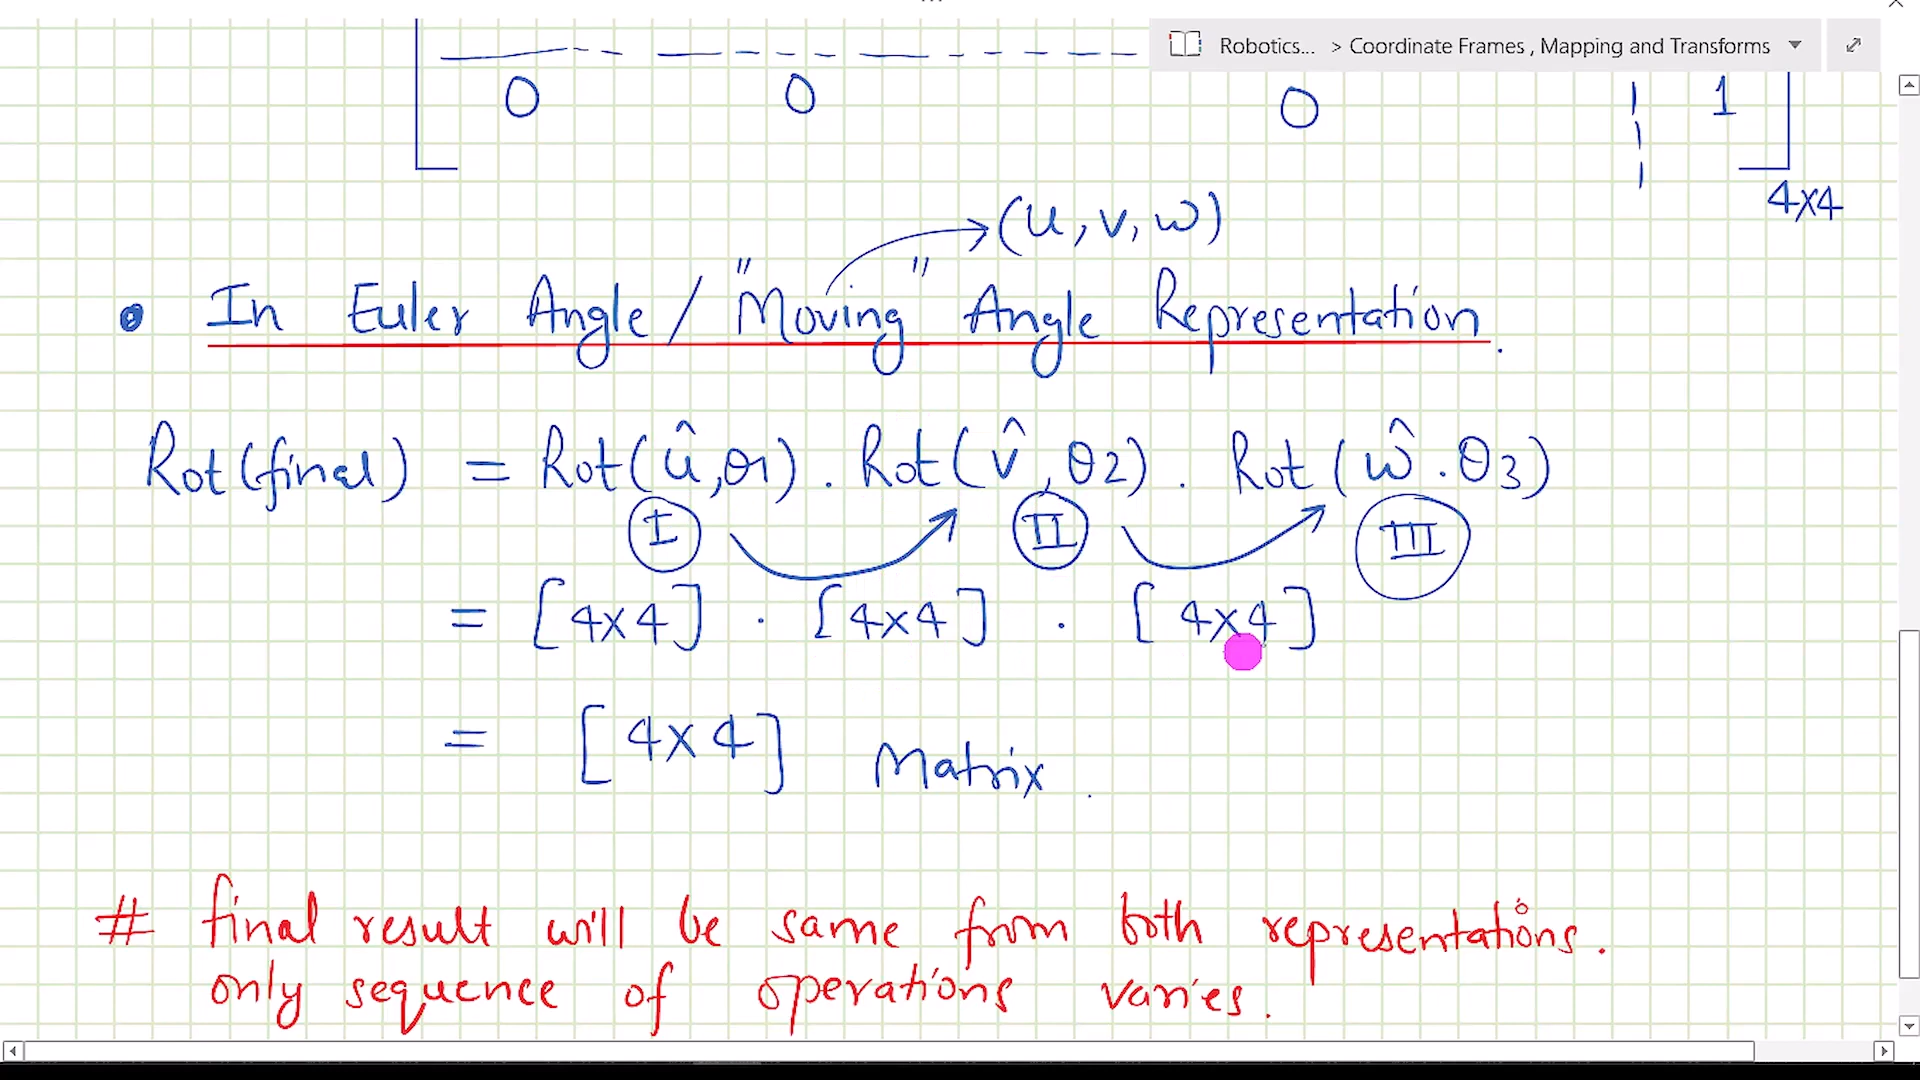 Robotics... > Coordinate Frames , Mapping and Transforms
0 0 0 1
4x4
(u, v, w)
• In Euler Angle / "Moving" Angle Representation.
Rot(final) = Rot(û, θ1) . Rot(v̂, θ2) . Rot(ŵ . θ3)
I II III
= [4x4] . [4x4] . [4x4]
= [4x4] Matrix.
# final result will be same from both representations.
only sequence of operations varies.